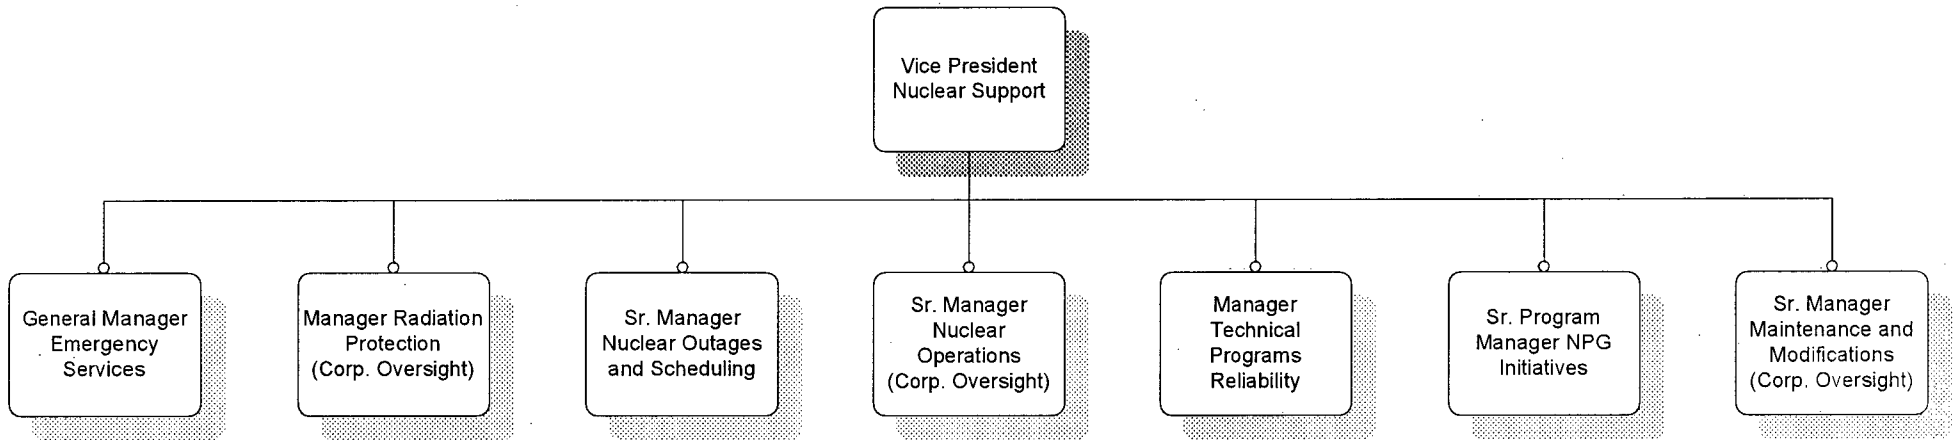 Vice President
Nuclear Support
General Manager
Emergency
Services
Manager Radiation
Protection
(Corp. Oversight)
Sr. Manager
Nuclear Outages
and Scheduling
Sr. Manager
Nuclear
Operations
(Corp. Oversight)
Manager
Technical
Programs
Reliability
Sr. Program
Manager NPG
Initiatives
Sr. Manager
Maintenance and
Modifications
(Corp. Oversight)